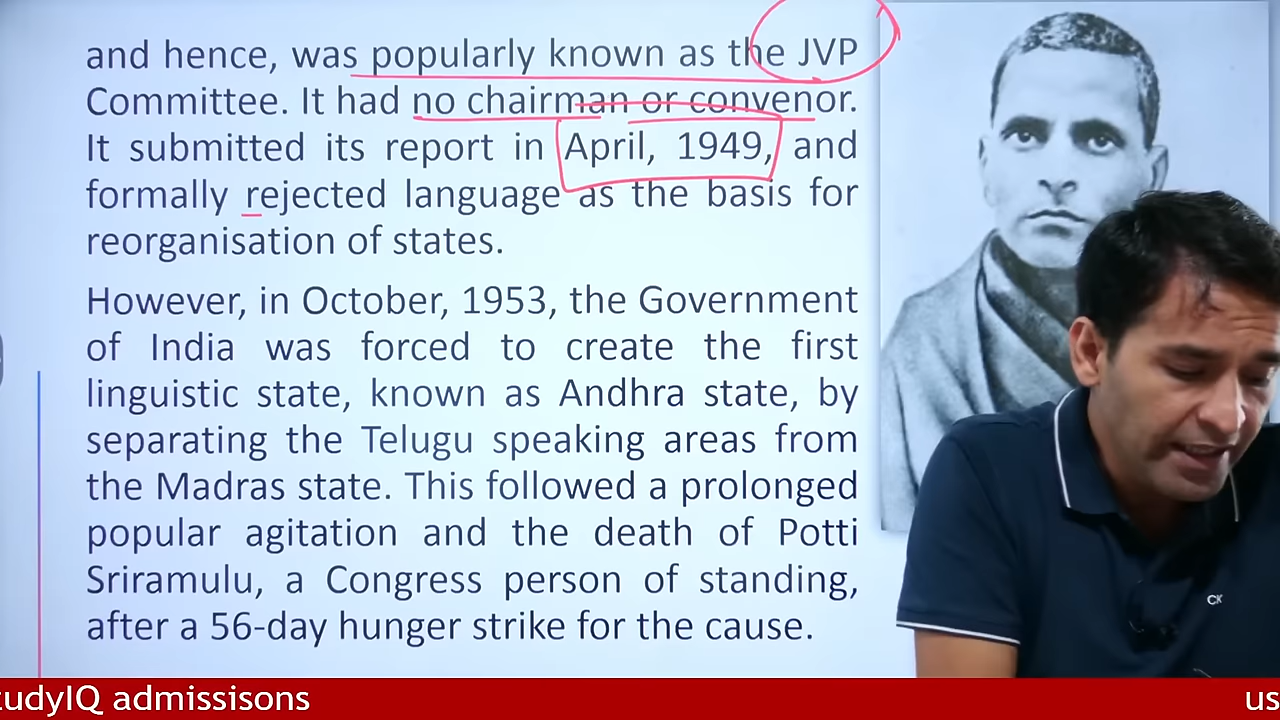 and hence, was popularly known as the JVP
Committee. It had no chairman or convenor.
It submitted its report in April, 1949, and
formally rejected language as the basis for
reorganisation of states.
However, in October, 1953, the Government
of India was forced to create the first
linguistic state, known as Andhra state, by
separating the Telugu speaking areas from
the Madras state. This followed a prolonged
popular agitation and the death of Potti
Sriramulu, a Congress person of standing,
after a 56-day hunger strike for the cause.
CK
tudyIQ admissisons
us